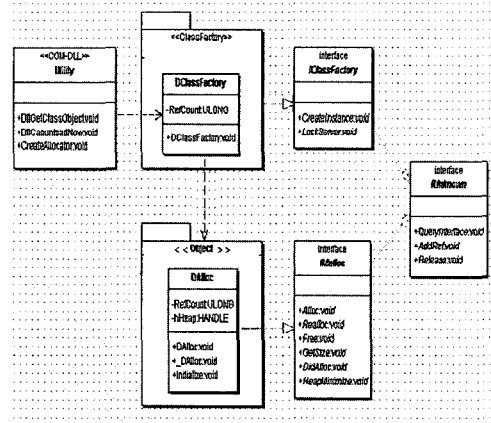 <<COM-DLL>>
Utility
+DllGetClassObject:void
+DllCanUnloadNow:void
+CreateAllocator:void
<<ClassFactory>>
DClassFactory
-RefCount:ULONG
+DClassFactory:void
interface
IClassFactory
+CreateInstance:void
+LockServer:void
interface
IUnknown
+QueryInterface:void
+AddRef:void
+Release:void
<< Object >>
DAlloc
-RefCount:ULONG
-hHeap:HANDLE
+DAlloc:void
+_DAlloc:void
+Initialize:void
interface
IMalloc
+Alloc:void
+Realloc:void
+Free:void
+GetSize:void
+DidAlloc:void
+HeapMinimize:void